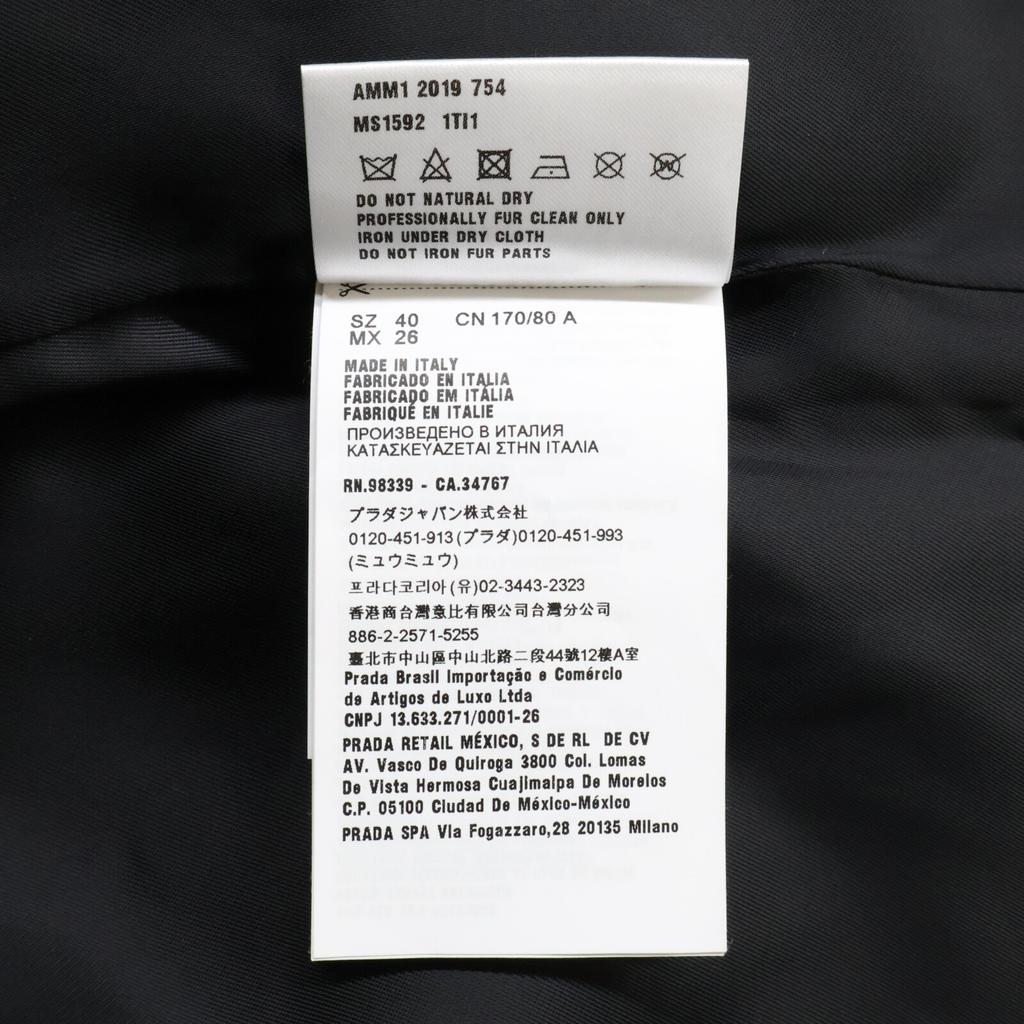 AMM1 2019 754
MS1592 1TI1
DO NOT NATURAL DRY
PROFESSIONALLY FUR CLEAN ONLY
IRON UNDER DRY CLOTH
DO NOT IRON FUR PARTS
SZ 40 CN 170/80 A
MX 26
MADE IN ITALY
FABRICADO EN ITALIA
FABRICADO EM ITÁLIA
FABRIQUÉ EN ITALIE
ПРОИЗВЕДЕНО В ИТАЛИЯ
ΚΑΤΑΣΚΕΥΑΖΕΤΑΙ ΣΤΗΝ ΙΤΑΛΙΑ
RN.98339 - CA.34767
プラダジャパン株式会社
0120-451-913(プラダ)0120-451-993
(ミュウミュウ)
프라다코리아(유)02-3443-2323
香港商台灣意比有限公司台灣分公司
886-2-2571-5255
臺北市中山區中山北路二段44號12樓A室
Prada Brasil Importação e Comércio
de Artigos de Luxo Ltda
CNPJ 13.633.271/0001-26
PRADA RETAIL MÉXICO, S DE RL DE CV
AV. Vasco De Quiroga 3800 Col. Lomas
De Vista Hermosa Cuajimalpa De Morelos
C.P. 05100 Ciudad De México-México
PRADA SPA Via Fogazzaro,28 20135 Milano